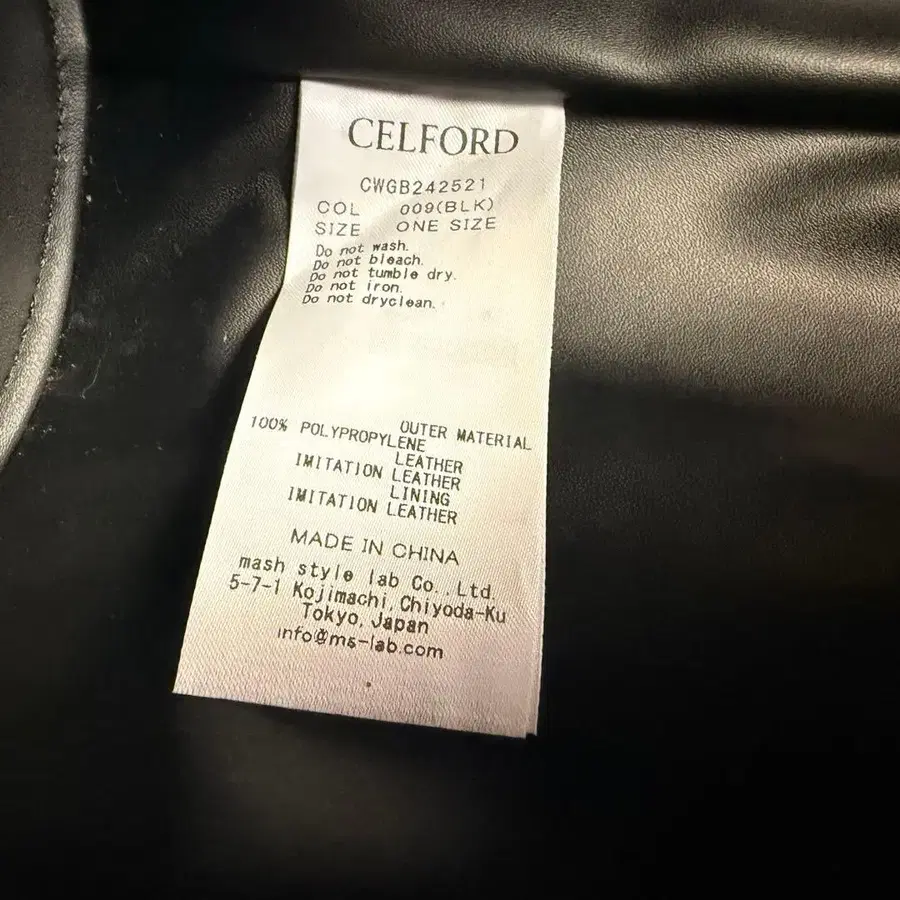 CELFORD
CWGB242521
COL 009(BLK)
SIZE ONE SIZE
Do not wash.
Do not bleach.
Do not tumble dry.
Do not iron.
Do not dryclean.
OUTER MATERIAL
100% POLYPROPYLENE
LEATHER
IMITATION LEATHER
LINING
IMITATION LEATHER
MADE IN CHINA
mash style lab Co.,Ltd.
5-7-1 Kojimachi,Chiyoda-Ku
Tokyo,Japan
info@ms-lab.com